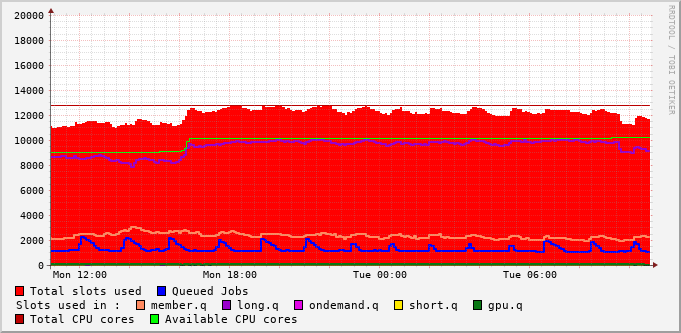 20000
18000
16000
14000
12000
10000
8000
6000
4000
2000
0
Mon 12:00 Mon 18:00 Tue 00:00 Tue 06:00
RRDTOOL / TOBI OETIKER
Total slots used Queued Jobs
Slots used in : member.q long.q ondemand.q short.q gpu.q
Total CPU cores Available CPU cores